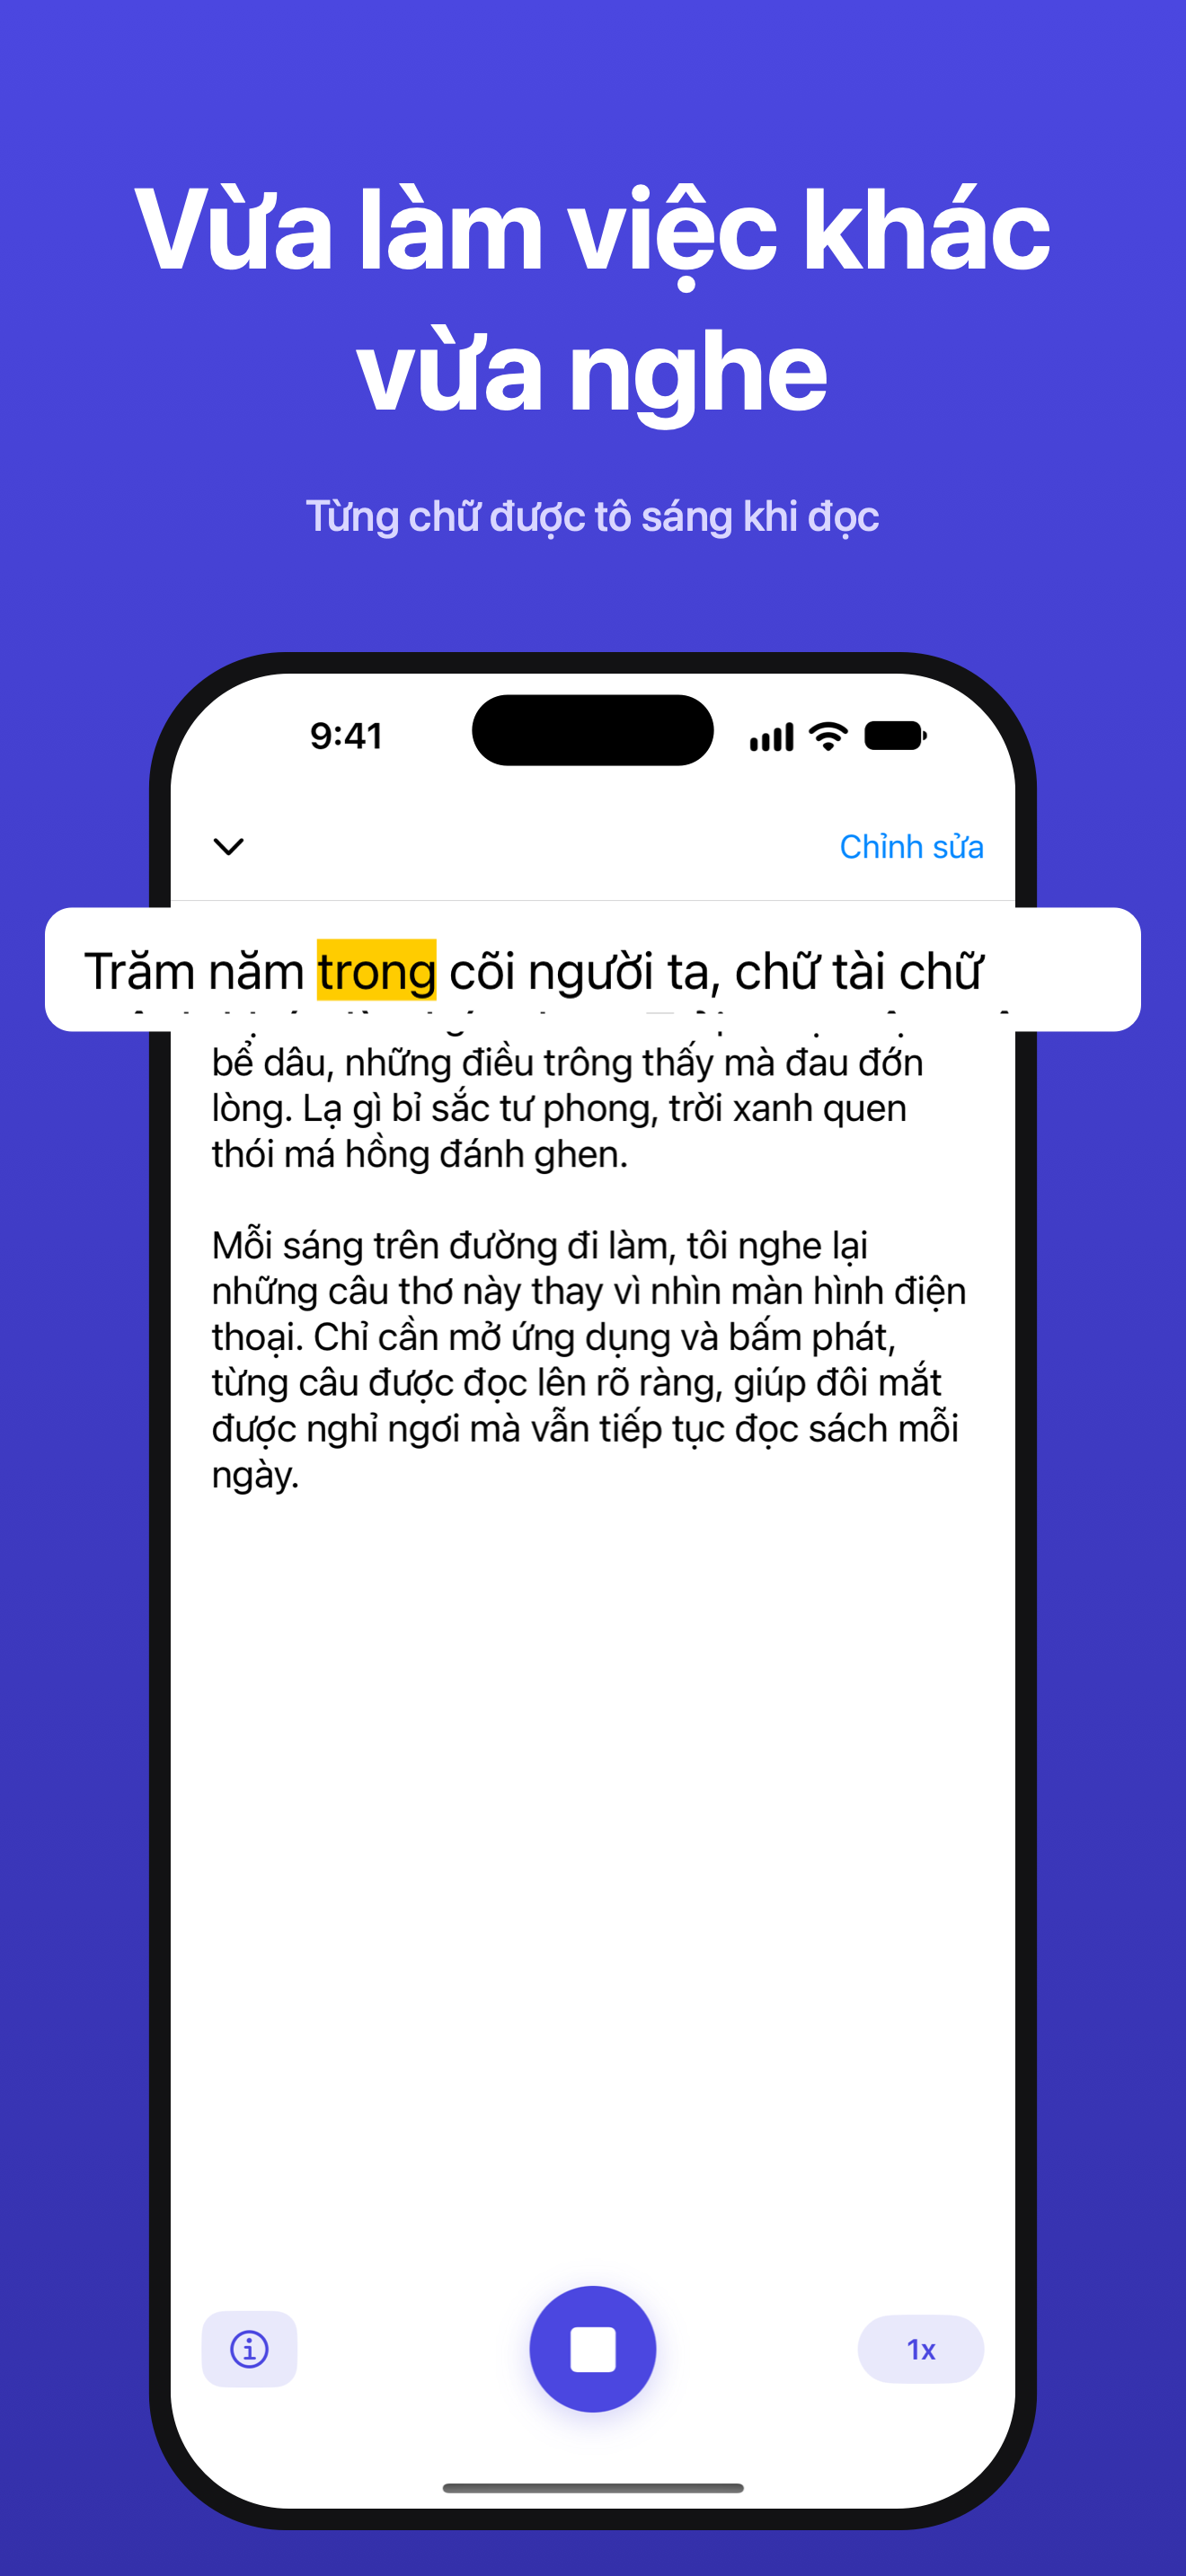 Vừa làm việc khác
vừa nghe
Từng chữ được tô sáng khi đọc
9:41
Chỉnh sửa
Trăm năm trong cõi người ta, chữ tài chữ
bể dâu, những điều trông thấy mà đau đớn
lòng. Lạ gì bỉ sắc tư phong, trời xanh quen
thói má hồng đánh ghen.
Mỗi sáng trên đường đi làm, tôi nghe lại
những câu thơ này thay vì nhìn màn hình điện
thoại. Chỉ cần mở ứng dụng và bấm phát,
từng câu được đọc lên rõ ràng, giúp đôi mắt
được nghỉ ngơi mà vẫn tiếp tục đọc sách mỗi
ngày.
1x